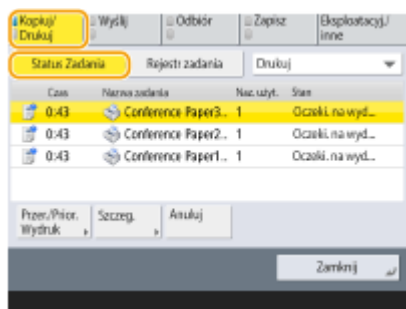 Kopiuj/ Wyślij Odbiór Zapisz Eksploatacyj./
Drukuj inne
Status Zadania Rejestr zadania Drukuj
Czas Nazwa zadania Naz. użyt. Stan
0:43 Conference Paper3... 1 Oczeki. na wyd...
0:43 Conference Paper2... 1 Oczeki. na wyd...
0:43 Conference Paper1... 1 Oczeki. na wyd...
Przer./Prior. Szczeg. Anuluj
Wydruk
Zamknij